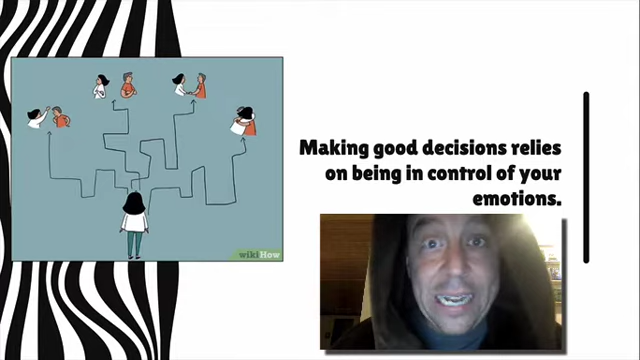 Making good decisions relies
on being in control of your
emotions.
wikiHow